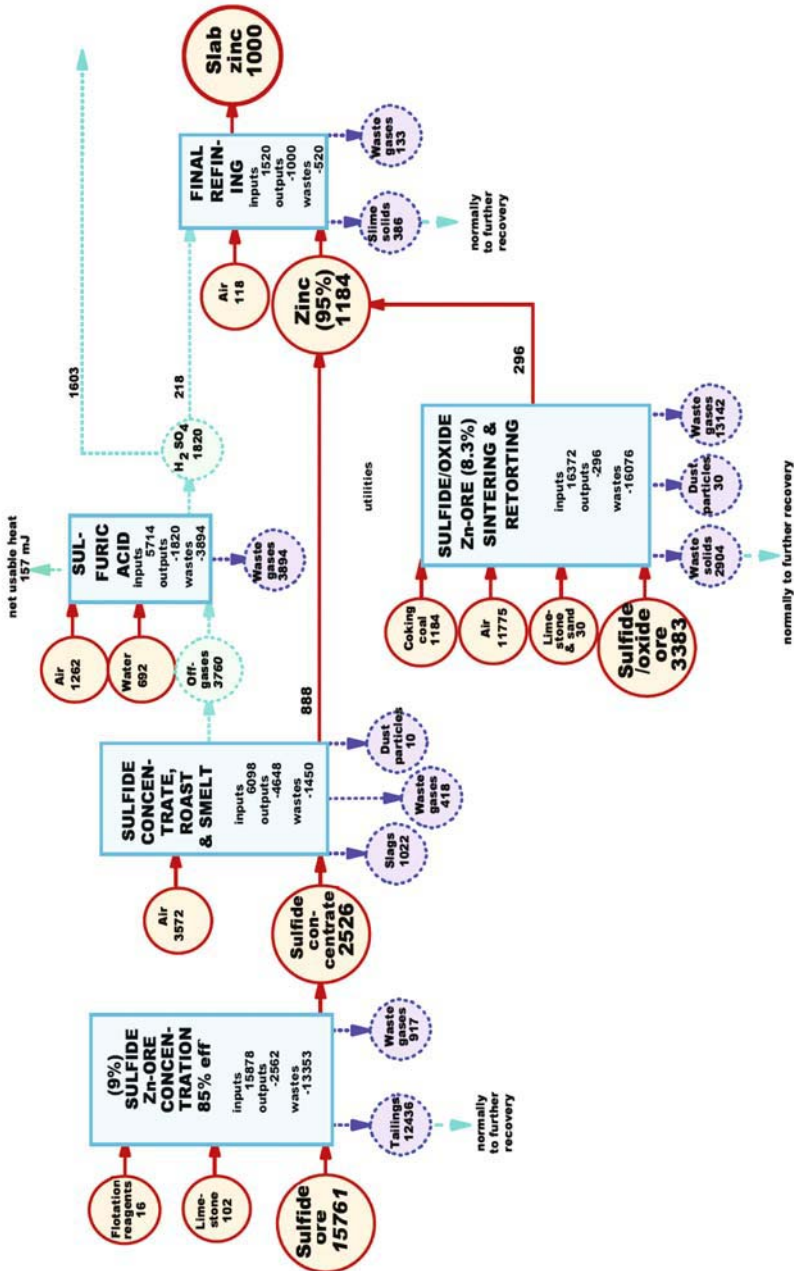 (9%)
SULFIDE
Zn-ORE
CONCEN-
TRATION
85% eff
inputs 15878
outputs -2562
wastes -13353
Flotation
reagents
16
Lime-
stone
102
Sulfide
ore
15761
Tailings
12436
normally
to further
recovery
Waste
gases
917
Sulfide
con-
centrate
2526
Air
3572
SULFIDE
CONCEN-
TRATE,
ROAST
& SMELT
inputs 6098
outputs -4648
wastes -1450
Slags
1022
Waste
gases
418
Dust
particles
10
Off-
gases
3760
888
Air
1262
Water
692
net usable heat
157 mJ
SUL-
FURIC
ACID
inputs 5714
outputs -1820
wastes -3894
Waste
gases
3894
H2SO4
1820
1603
218
utilities
Coking
coal
1184
Air
11775
Lime-
stone
& sand
30
Sulfide
/oxide
ore
3383
SULFIDE/OXIDE
Zn-ORE (8.3%)
SINTERING &
RETORTING
inputs 16372
outputs -296
wastes -16076
Waste
solids
2904
normally to further recovery
Dust
particles
30
Waste
gases
13142
296
Zinc
(95%)
1184
Air
118
FINAL
REFIN-
ING
inputs 1520
outputs -1000
wastes -520
Slime
solids
386
normally
to further
recovery
Waste
gases
133
Slab
zinc
1000